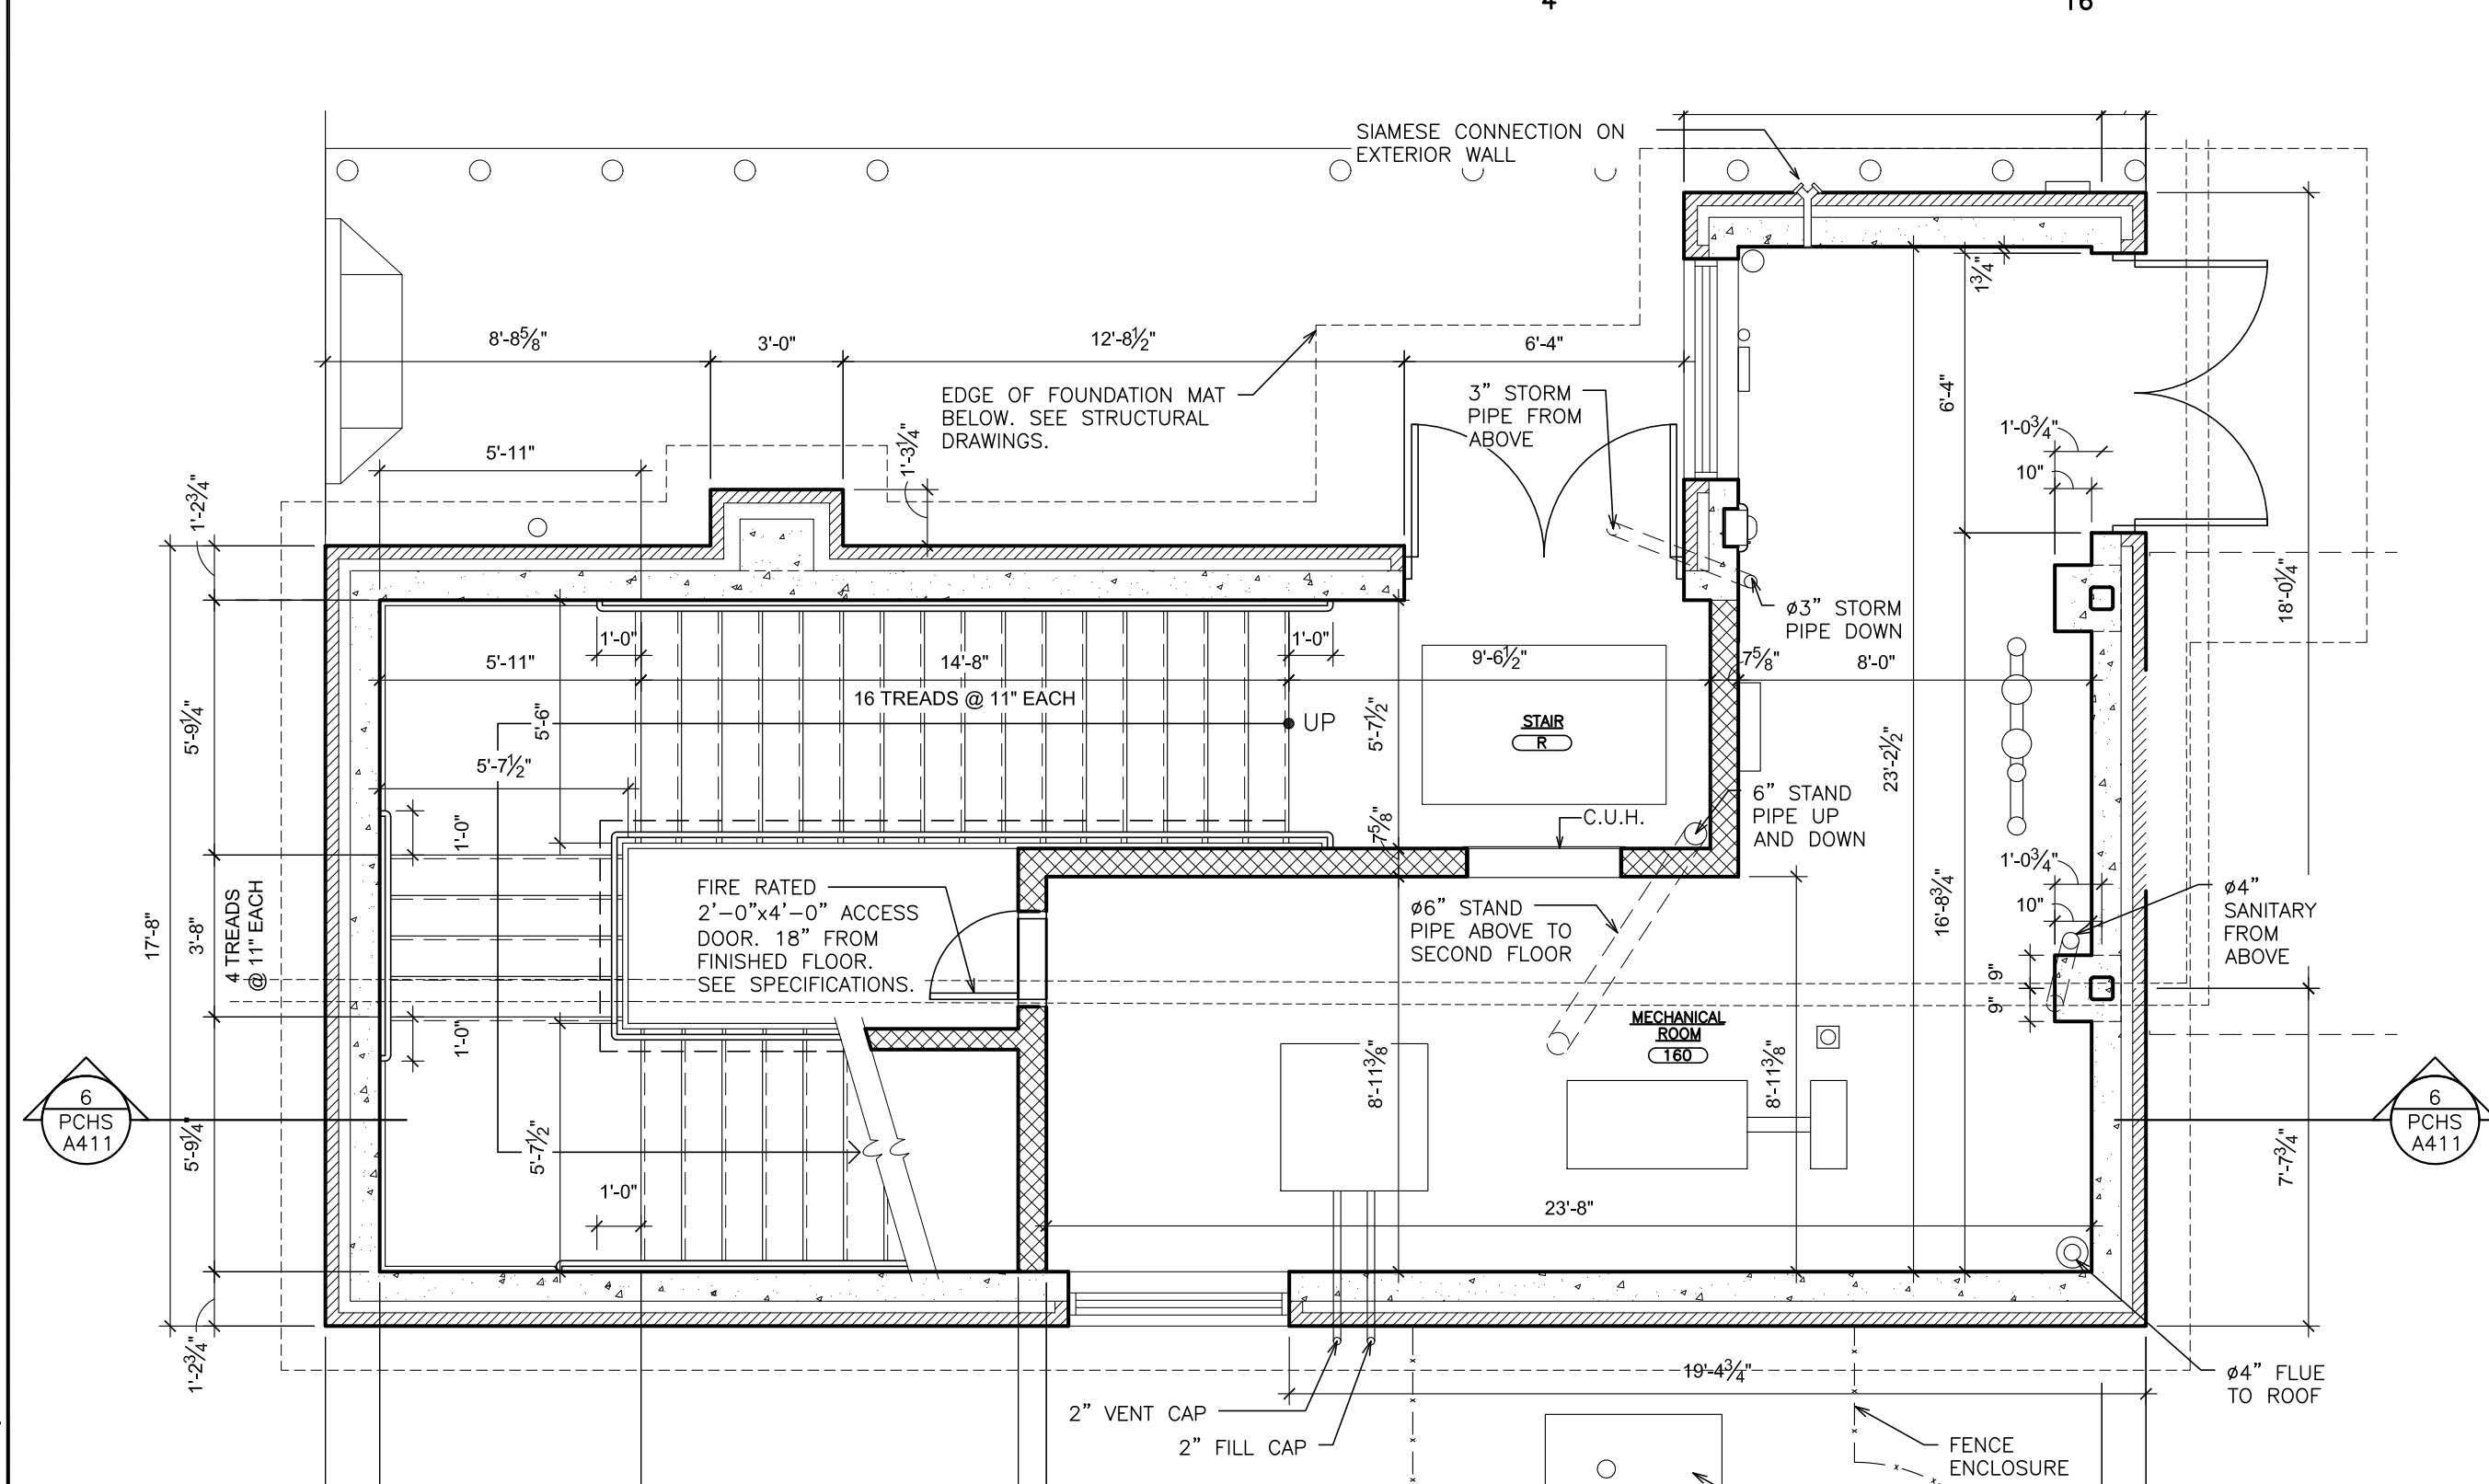 4
16
SIAMESE CONNECTION ON
EXTERIOR WALL
1¾"
8'-8⅝"
3'-0"
12'-8½"
6'-4"
EDGE OF FOUNDATION MAT
BELOW. SEE STRUCTURAL
DRAWINGS.
3" STORM
PIPE FROM
ABOVE
6'-4"
1'-0¾"
10"
5'-11"
1'-3¼"
1'-2¾"
18'-0¼"
ø3" STORM
PIPE DOWN
1'-0"
1'-0"
5'-11"
14'-8"
9'-6½"
7⅝"
8'-0"
16 TREADS @ 11" EACH
UP
5'-9¼"
5'-6"
5'-7½"
STAIR
R
23'-2½"
5'-7½"
6" STAND
PIPE UP
AND DOWN
C.U.H.
1'-0"
7⅝"
FIRE RATED
2'-0"x4'-0" ACCESS
DOOR. 18" FROM
FINISHED FLOOR.
SEE SPECIFICATIONS.
ø6" STAND
PIPE ABOVE TO
SECOND FLOOR
16'-8¾"
1'-0¾"
10"
ø4"
SANITARY
FROM
ABOVE
17'-8"
3'-8"
4 TREADS
@ 11" EACH
9"
9"
1'-0"
MECHANICAL
ROOM
160
6
PCHS
A411
5'-9¼"
5'-7½"
8'-11⅜"
8'-11⅜"
6
PCHS
A411
7'-7¾"
1'-0"
23'-8"
1'-2¾"
19'-4¾"
ø4" FLUE
TO ROOF
2" VENT CAP
2" FILL CAP
FENCE
ENCLOSURE